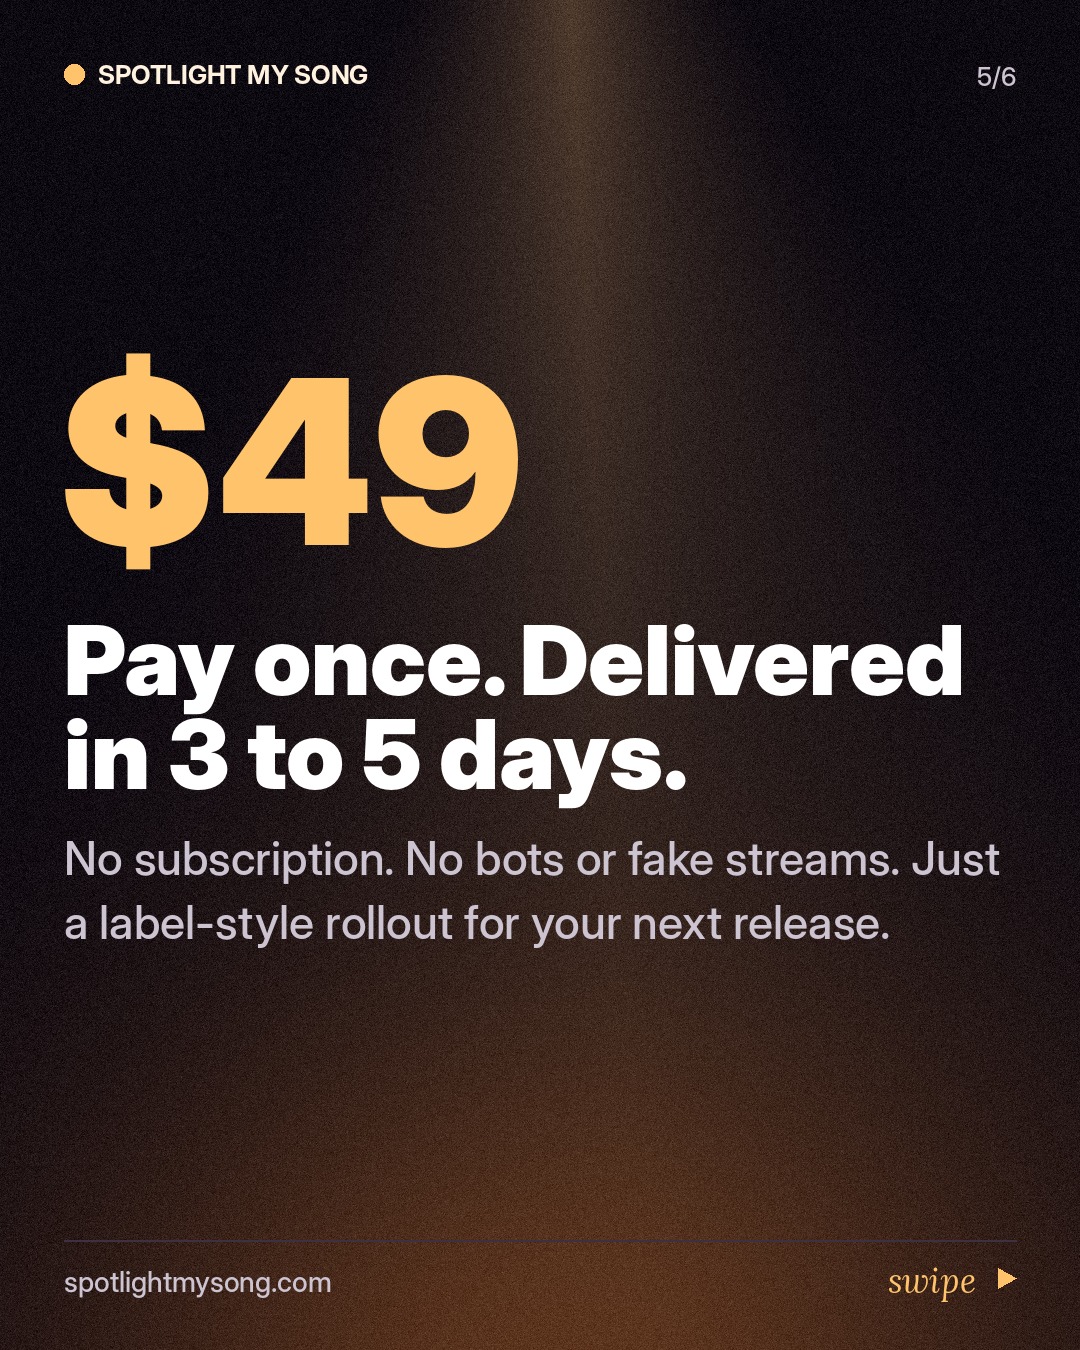 SPOTLIGHT MY SONG
5/6
$49
Pay once. Delivered
in 3 to 5 days.
No subscription. No bots or fake streams. Just
a label-style rollout for your next release.
spotlightmysong.com
swipe